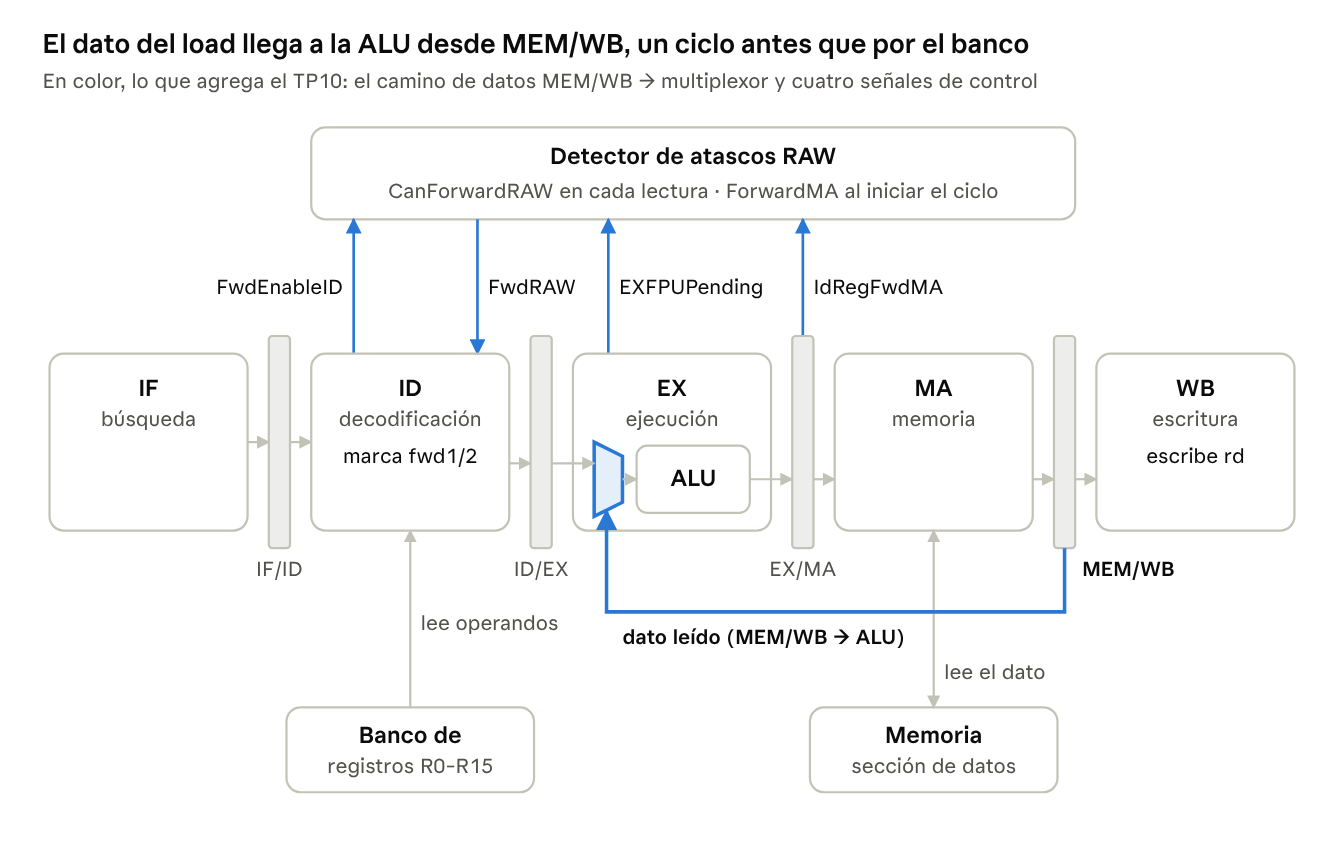 El dato del load llega a la ALU desde MEM/WB, un ciclo antes que por el banco
En color, lo que agrega el TP10: el camino de datos MEM/WB → multiplexor y cuatro señales de control
Detector de atascos RAW
CanForwardRAW en cada lectura · ForwardMA al iniciar el ciclo
FwdEnableID
FwdRAW
EXFPUPending
IdRegFwdMA
IF
búsqueda
ID
decodificación
marca fwd1/2
EX
ejecución
ALU
MA
memoria
WB
escritura
escribe rd
IF/ID
ID/EX
EX/MA
MEM/WB
lee operandos
dato leído (MEM/WB → ALU)
lee el dato
Banco de
registros R0-R15
Memoria
sección de datos